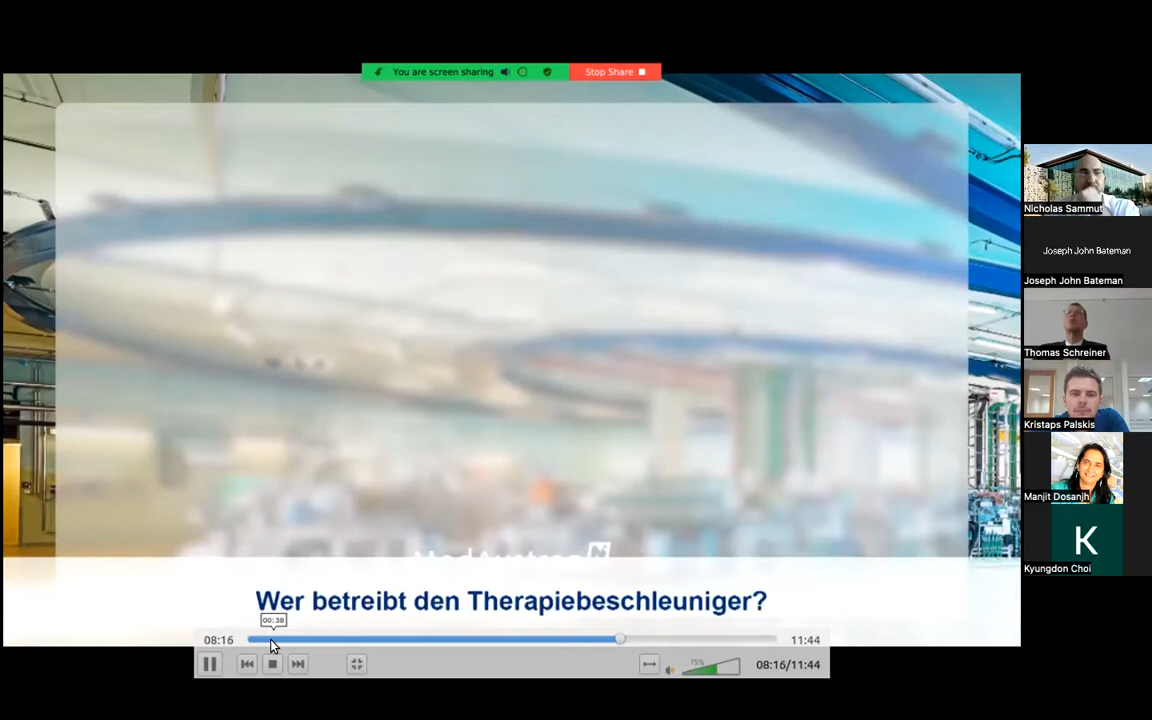 You are screen sharing
Stop Share
Nicholas Sammut
Joseph John Bateman
Joseph John Bateman
Thomas Schreiner
Kristaps Palskis
Manjit Dosanjh
K
Kyungdon Choi
Wer betreibt den Therapiebeschleuniger?
00:38
08:16
11:44
75%
08:16/11:44